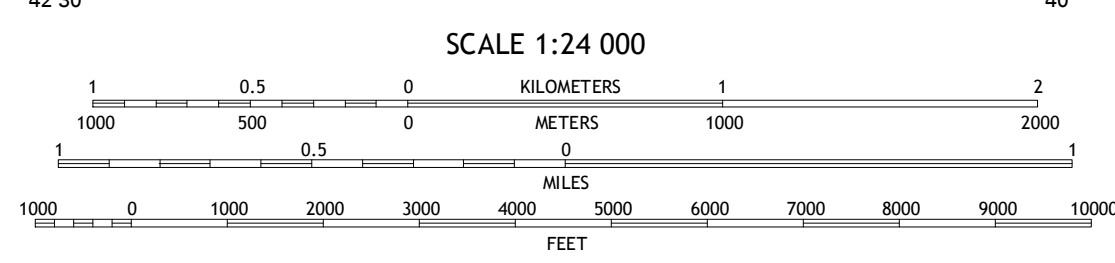 42'30" 40'
SCALE 1:24 000
1 0.5 0 KILOMETERS 1 2
1000 500 0 METERS 1000 2000
1 0.5 0 1
MILES
1000 0 1000 2000 3000 4000 5000 6000 7000 8000 9000 10000
FEET